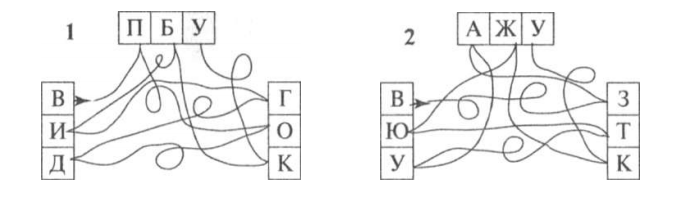 1 П Б У 2 А Ж У
В Г В З
И О Ю Т
Д К У К